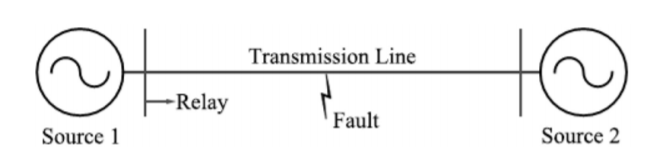 Transmission Line
Relay
Fault
Source 1
Source 2